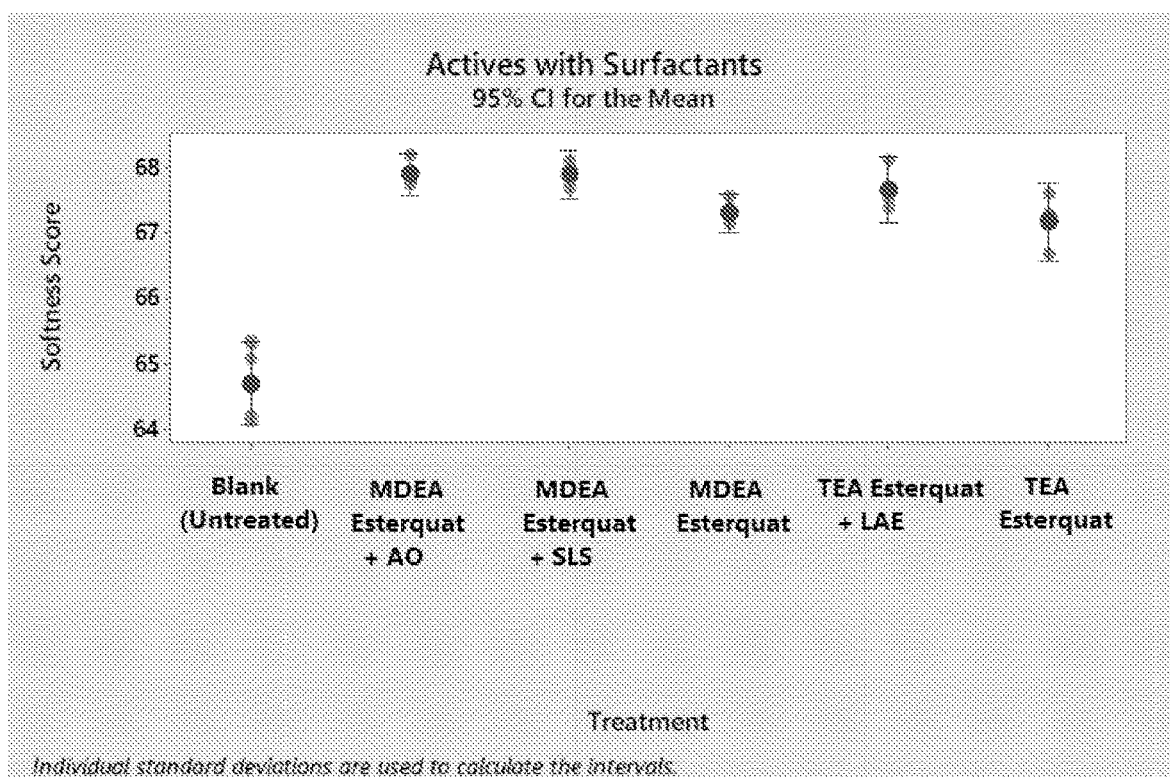 Actives with Surfactants
95% CI for the Mean
Softness Score
68
67
66
65
64
Blank
(Untreated)
MDEA
Esterquat
+ AO
MDEA
Esterquat
+ SLS
MDEA
Esterquat
TEA Esterquat
+ LAE
TEA
Esterquat
Treatment
Individual standard deviations are used to calculate the intervals.